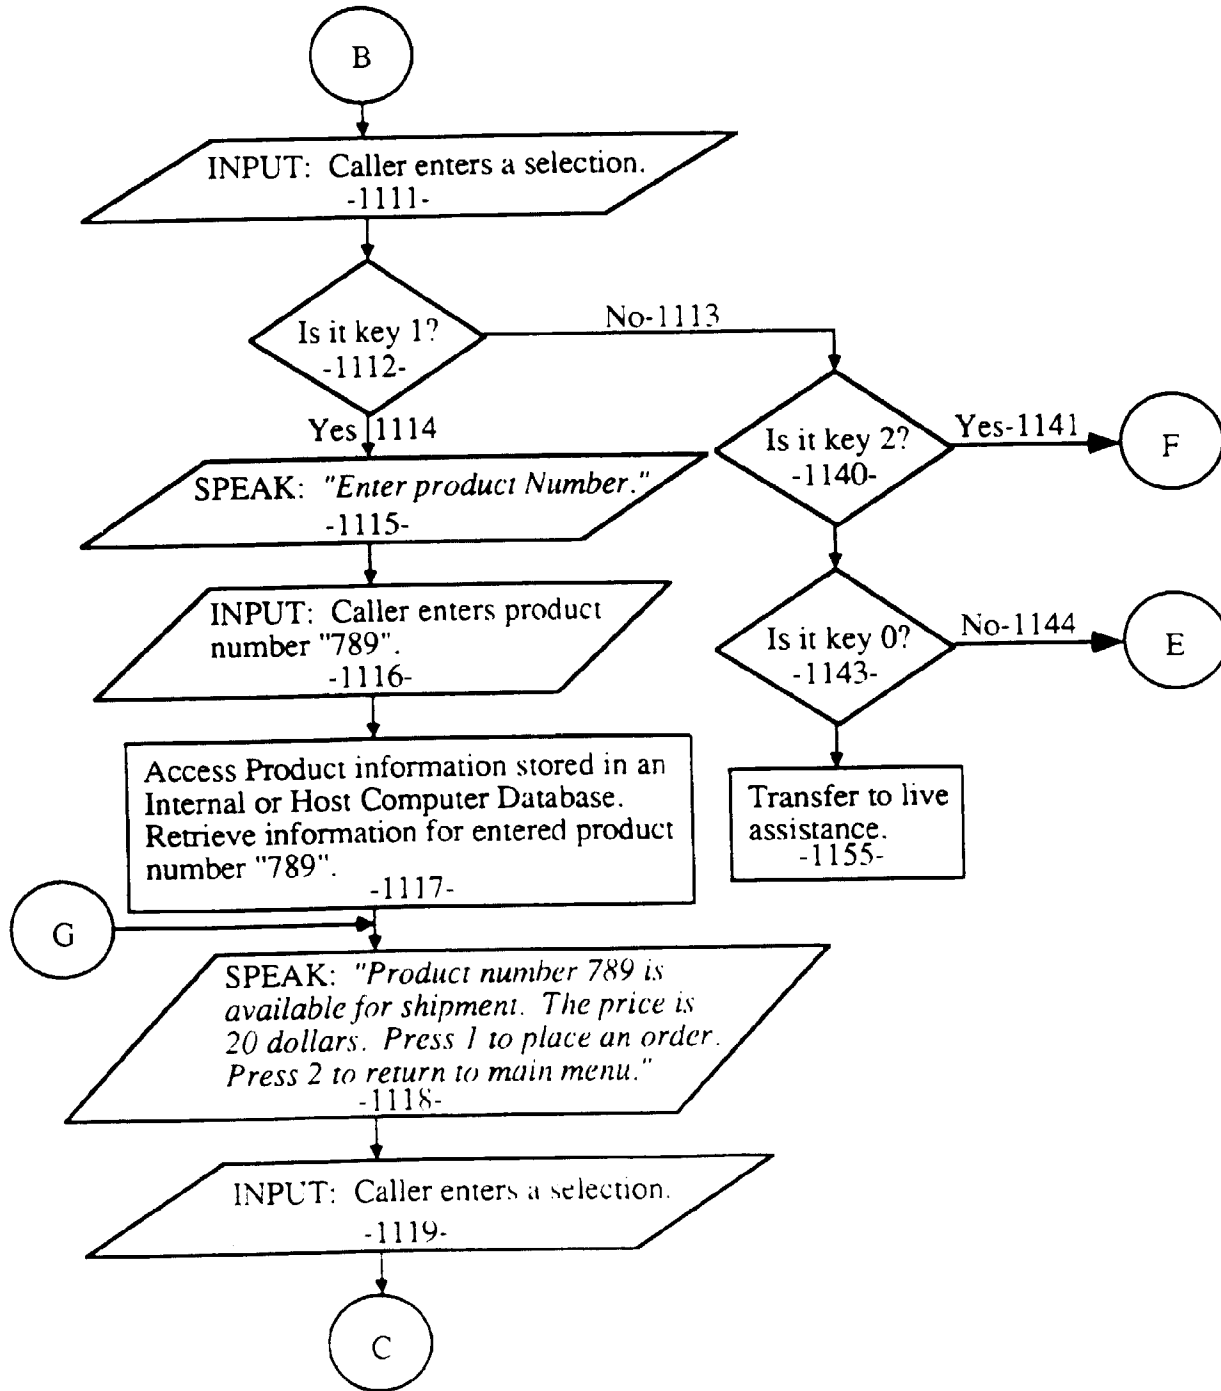 B
INPUT: Caller enters a selection.
-1111-
Is it key 1?
-1112-
No-1113
Yes 1114
Is it key 2?
-1140-
Yes-1141
F
SPEAK: "Enter product Number."
-1115-
INPUT: Caller enters product
number "789".
-1116-
Is it key 0?
-1143-
No-1144
E
Access Product information stored in an
Internal or Host Computer Database.
Retrieve information for entered product
number "789".
-1117-
Transfer to live
assistance.
-1155-
G
SPEAK: "Product number 789 is
available for shipment. The price is
20 dollars. Press 1 to place an order.
Press 2 to return to main menu."
-1118-
INPUT: Caller enters a selection.
-1119-
C